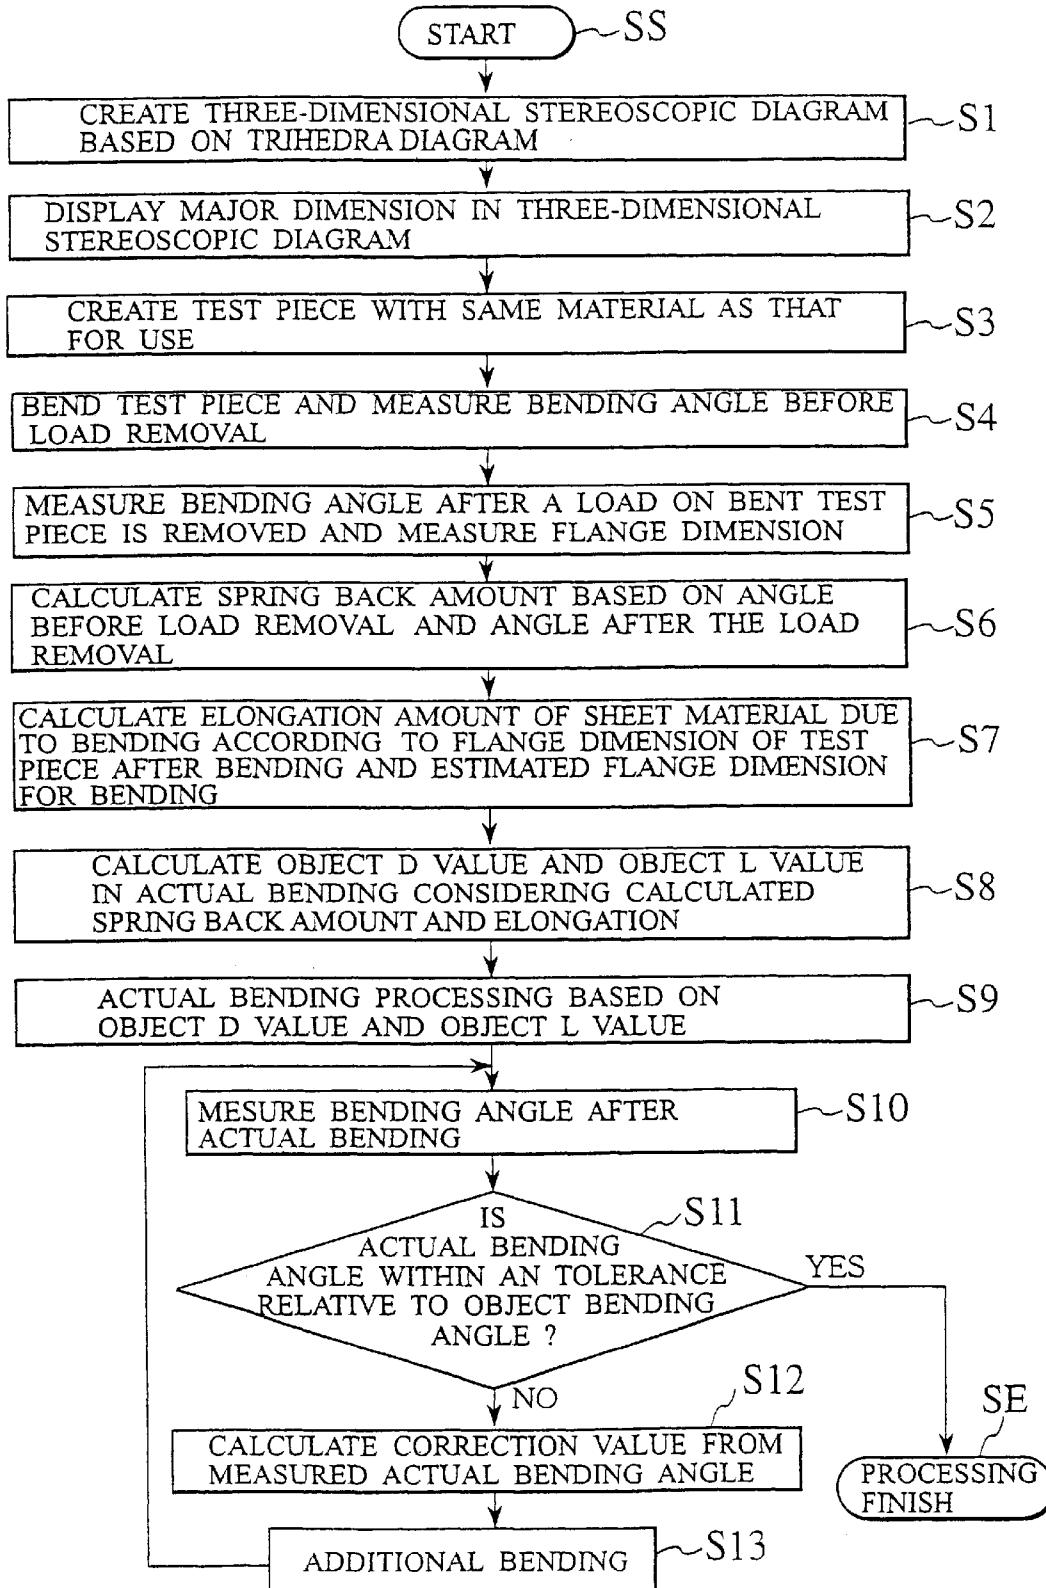 START
SS
CREATE THREE-DIMENSIONAL STEREOSCOPIC DIAGRAM
BASED ON TRIHEDRA DIAGRAM
S1
DISPLAY MAJOR DIMENSION IN THREE-DIMENSIONAL
STEREOSCOPIC DIAGRAM
S2
CREATE TEST PIECE WITH SAME MATERIAL AS THAT
FOR USE
S3
BEND TEST PIECE AND MEASURE BENDING ANGLE BEFORE
LOAD REMOVAL
S4
MEASURE BENDING ANGLE AFTER A LOAD ON BENT TEST
PIECE IS REMOVED AND MEASURE FLANGE DIMENSION
S5
CALCULATE SPRING BACK AMOUNT BASED ON ANGLE
BEFORE LOAD REMOVAL AND ANGLE AFTER THE LOAD
REMOVAL
S6
CALCULATE ELONGATION AMOUNT OF SHEET MATERIAL DUE
TO BENDING ACCORDING TO FLANGE DIMENSION OF TEST
PIECE AFTER BENDING AND ESTIMATED FLANGE DIMENSION
FOR BENDING
S7
CALCULATE OBJECT D VALUE AND OBJECT L VALUE
IN ACTUAL BENDING CONSIDERING CALCULATED
SPRING BACK AMOUNT AND ELONGATION
S8
ACTUAL BENDING PROCESSING BASED ON
OBJECT D VALUE AND OBJECT L VALUE
S9
MESURE BENDING ANGLE AFTER
ACTUAL BENDING
S10
IS
ACTUAL BENDING
ANGLE WITHIN AN TOLERANCE
RELATIVE TO OBJECT BENDING
ANGLE ?
S11
YES
NO
S12
CALCULATE CORRECTION VALUE FROM
MEASURED ACTUAL BENDING ANGLE
SE
PROCESSING
FINISH
ADDITIONAL BENDING
S13